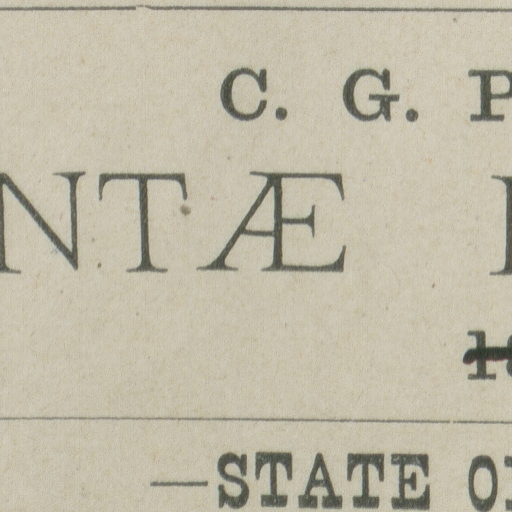 C. G. P
NTÆ
—STATE O